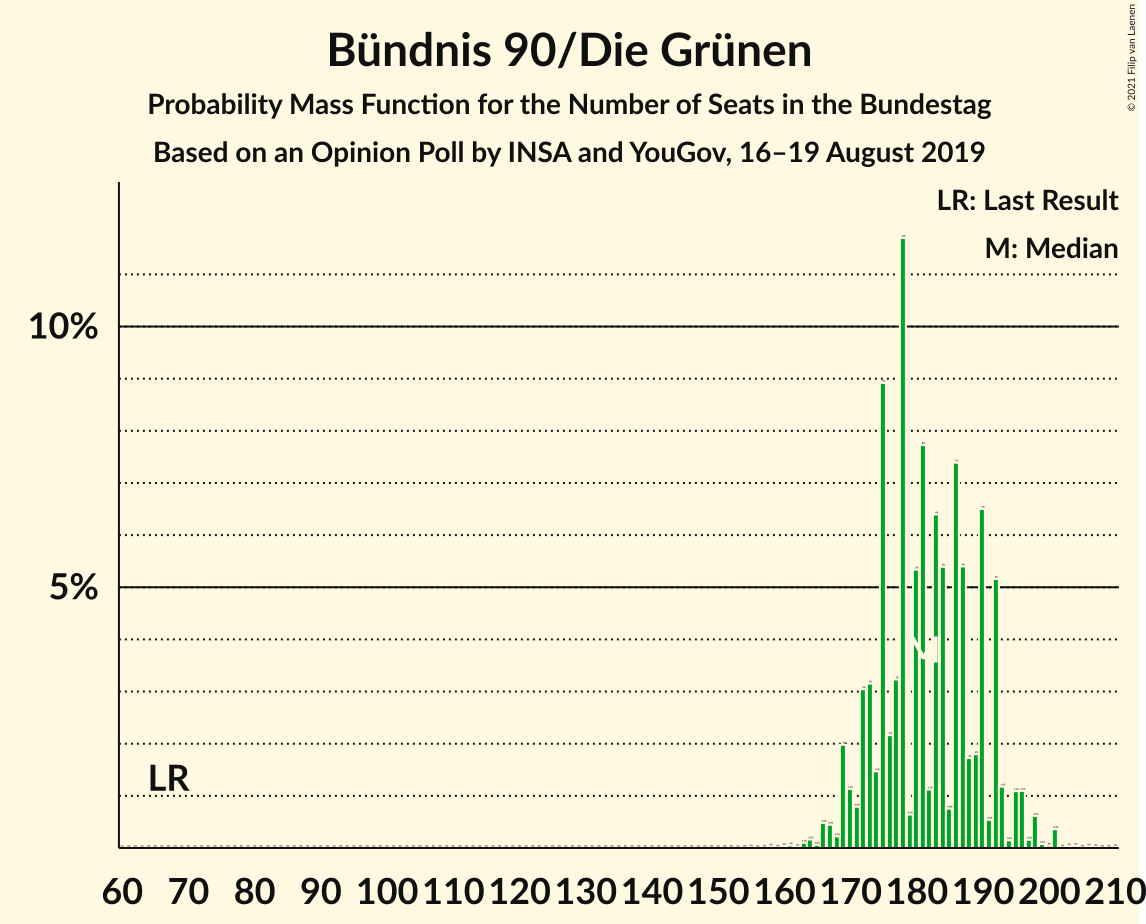 Bündnis 90/Die Grünen
Probability Mass Function for the Number of Seats in the Bundestag
Based on an Opinion Poll by INSA and YouGov, 16–19 August 2019
© 2021 Filip van Laenen
LR: Last Result
M: Median
10%
5%
LR
M
60 70 80 90 100 110 120 130 140 150 160 170 180 190 200 210